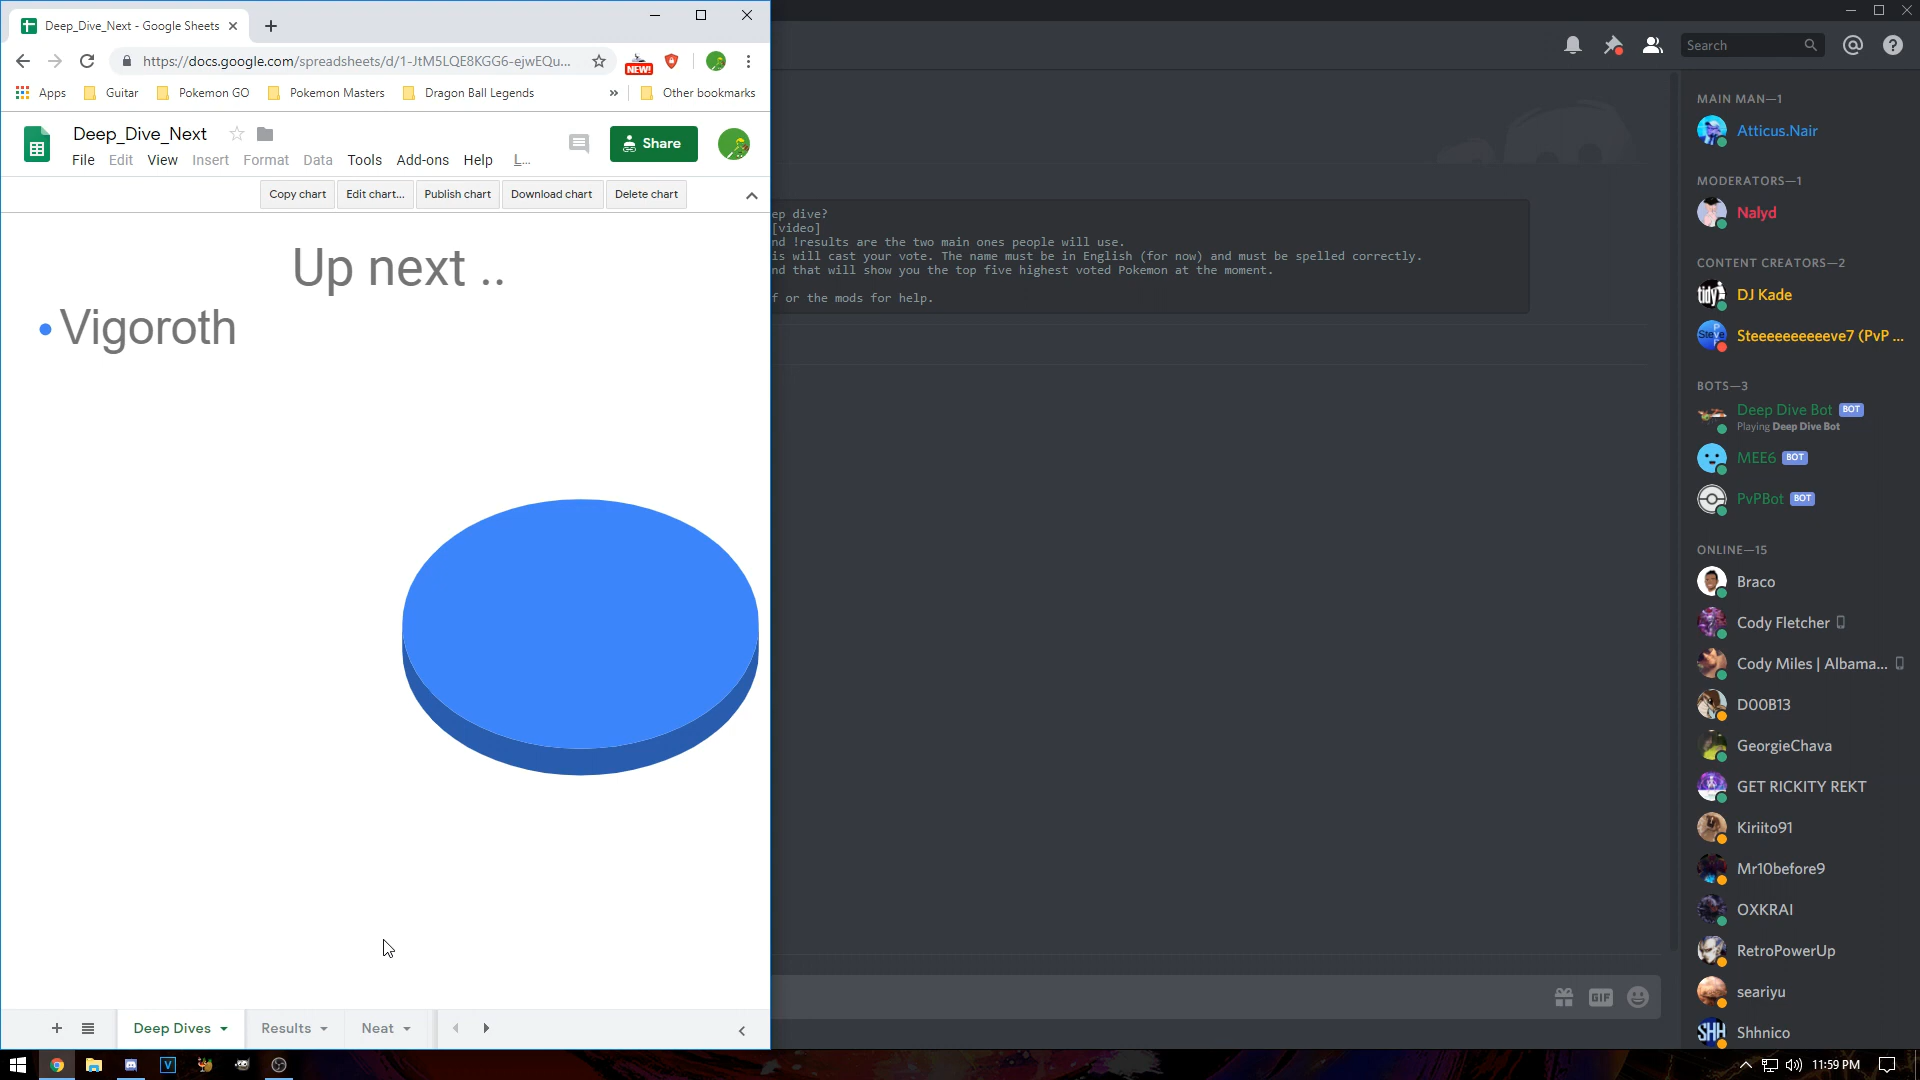 Deep_Dive_Next - Google Sheets
https://docs.google.com/spreadsheets/d/1-JtM5LQE8KGG6-ejwEQu...
NEW!
Apps
Guitar
Pokemon GO
Pokemon Masters
Dragon Ball Legends
»
Other bookmarks
Deep_Dive_Next
Share
File Edit View Insert Format Data Tools Add-ons Help L...
Copy chart
Edit chart...
Publish chart
Download chart
Delete chart
Up next ..
Vigoroth
Deep Dives
Results
Neat
ep dive?
[video]
nd !results are the two main ones people will use.
is will cast your vote. The name must be in English (for now) and must be spelled correctly.
nd that will show you the top five highest voted Pokemon at the moment.
f or the mods for help.
GIF
Search
MAIN MAN—1
Atticus.Nair
MODERATORS—1
Nalyd
CONTENT CREATORS—2
tidy
DJ Kade
Steve
Steeeeeeeeeeve7 (PvP ...
BOTS—3
Deep Dive Bot BOT
Playing Deep Dive Bot
MEE6 BOT
PvPBot BOT
ONLINE—15
Braco
Cody Fletcher
Cody Miles | Albama...
D00B13
GeorgieChava
GET RICKITY REKT
Kiriito91
Mr10before9
OXKRAI
RetroPowerUp
seariyu
SHH
Shhnico
11:59 PM